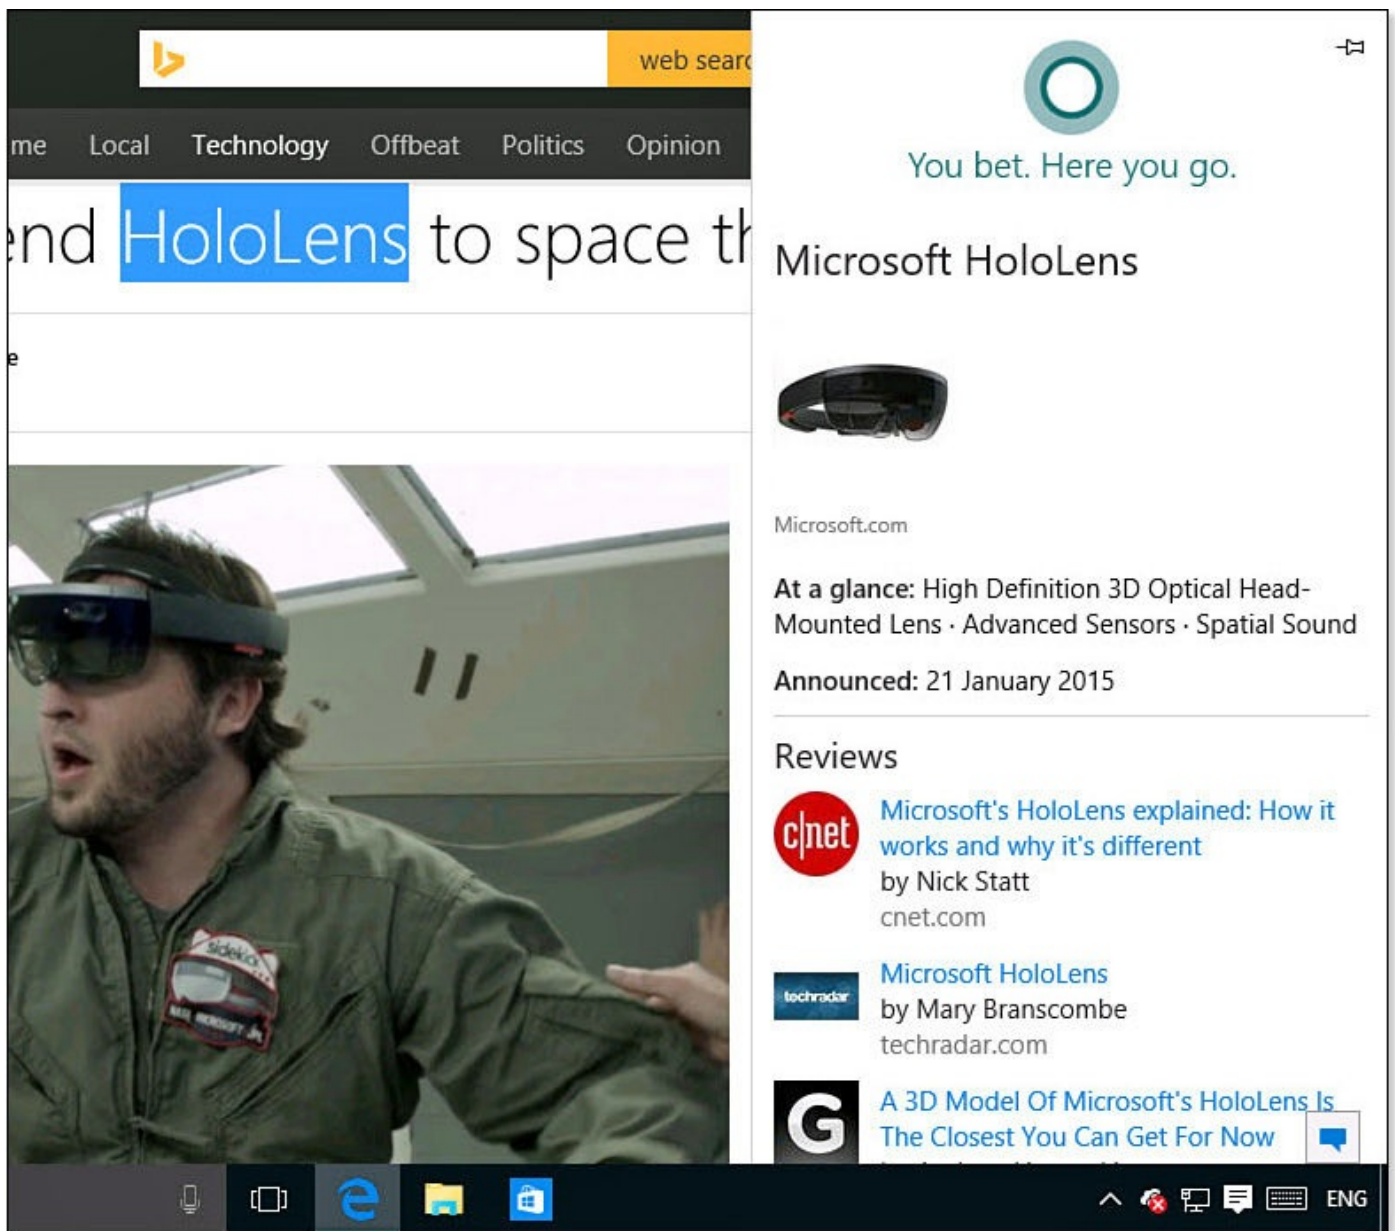 web searc
me Local Technology Offbeat Politics Opinion
end HoloLens to space th
e
sidekick
NASA MICROSOFT
You bet. Here you go.
Microsoft HoloLens
Microsoft.com
At a glance: High Definition 3D Optical Head-
Mounted Lens · Advanced Sensors · Spatial Sound
Announced: 21 January 2015
Reviews
c|net
Microsoft's HoloLens explained: How it
works and why it's different
by Nick Statt
cnet.com
techradar
Microsoft HoloLens
by Mary Branscombe
techradar.com
G
A 3D Model Of Microsoft's HoloLens Is
The Closest You Can Get For Now
ENG